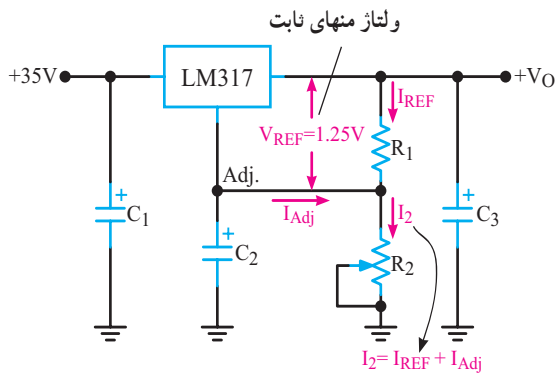 ولتاژ منهای ثابت
+35V
LM317
+VO
IREF
VREF=1.25V
R1
Adj.
IAdj
I2
C1
C2
R2
C3
I2= IREF + IAdj